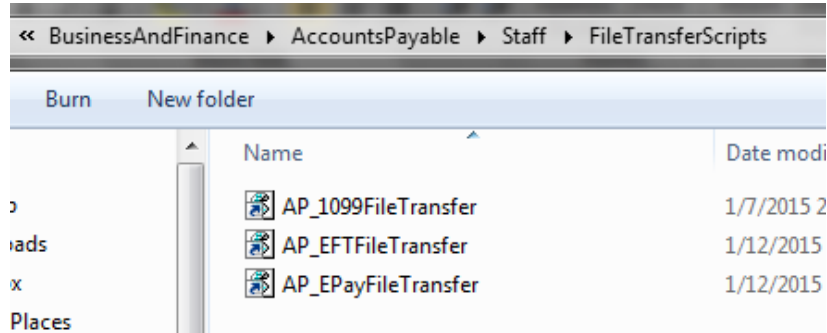 « BusinessAndFinance ▸ AccountsPayable ▸ Staff ▸ FileTransferScripts
Burn New folder
Name Date modi
AP_1099FileTransfer 1/7/2015 2
AP_EFTFileTransfer 1/12/2015
AP_EPayFileTransfer 1/12/2015
Places